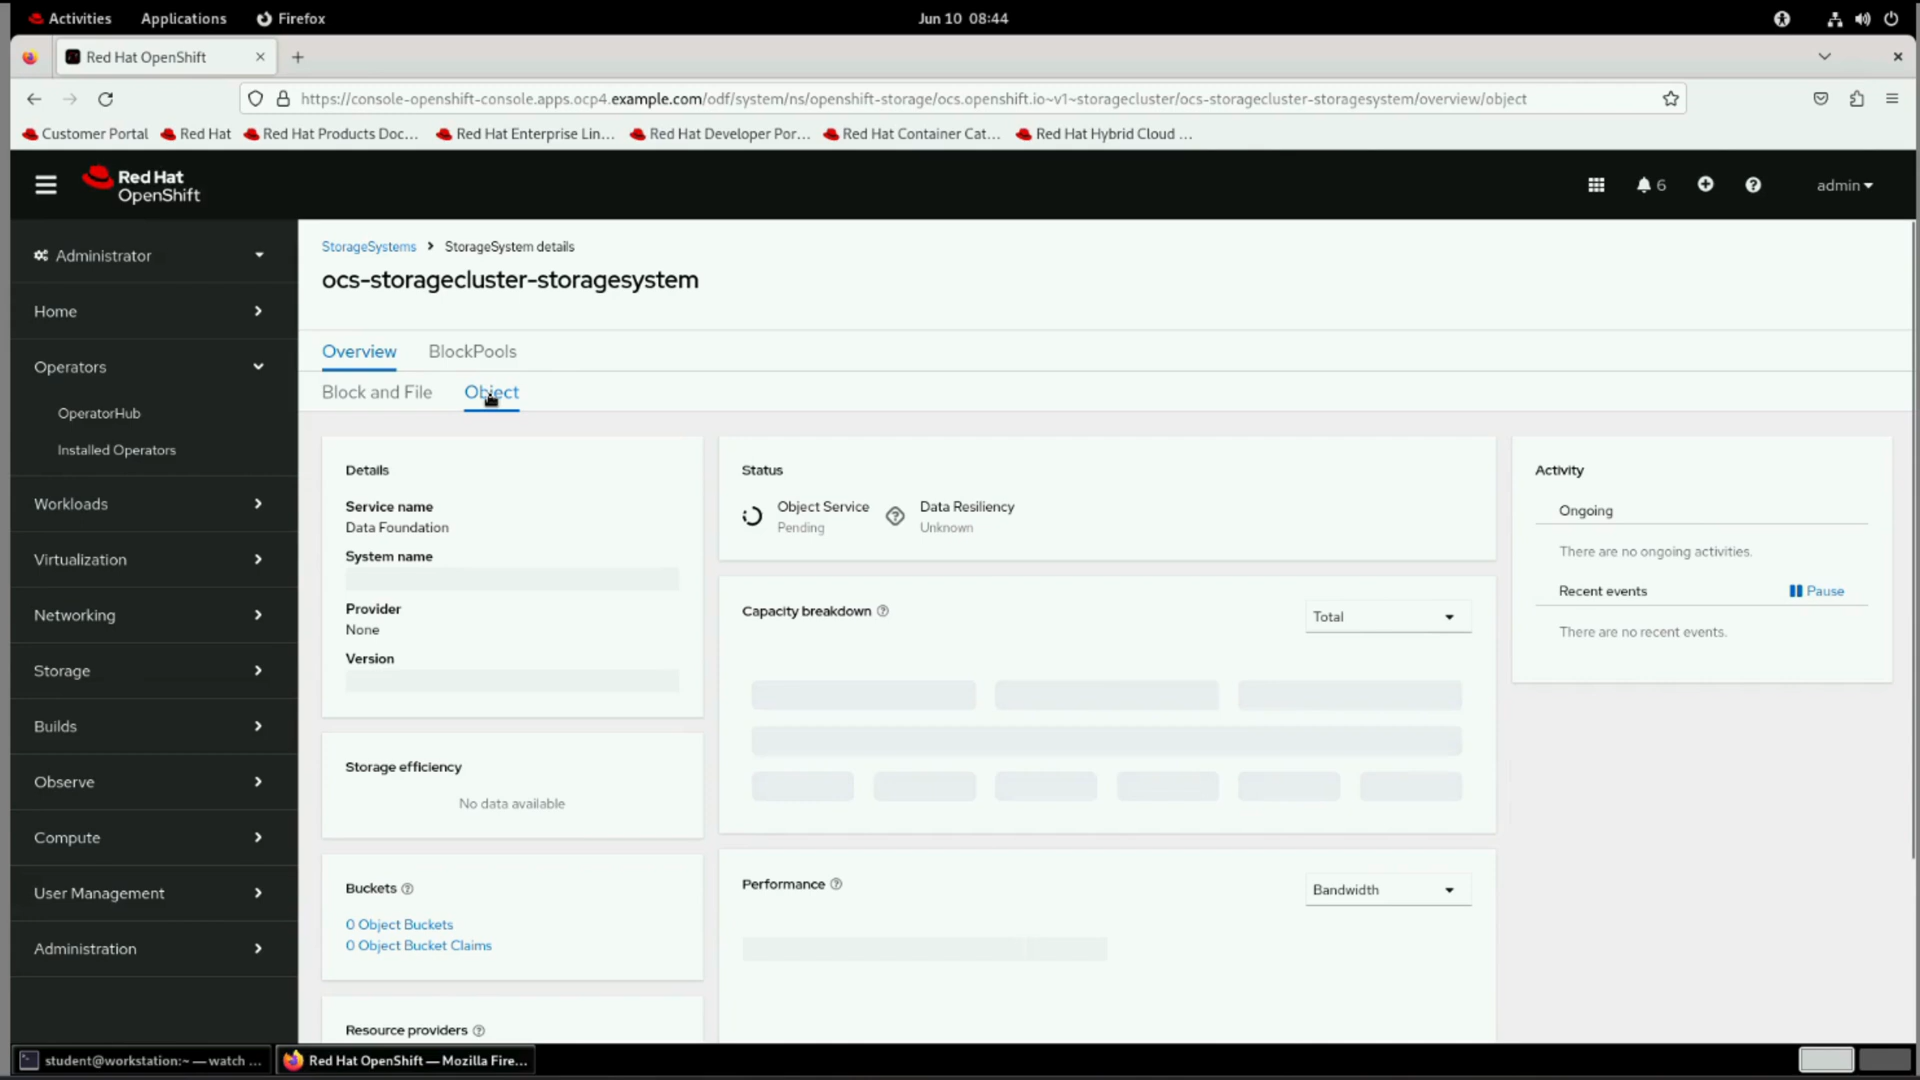 Activities
Applications
Firefox
Jun 10 08:44
Red Hat OpenShift
https://console-openshift-console.apps.ocp4.example.com/odf/system/ns/openshift-storage/ocs.openshift.io~v1~storagecluster/ocs-storagecluster-storagesystem/overview/object
Customer Portal
Red Hat
Red Hat Products Doc...
Red Hat Enterprise Lin...
Red Hat Developer Por...
Red Hat Container Cat...
Red Hat Hybrid Cloud ...
Red Hat
OpenShift
6
admin
Administrator
Home
Operators
OperatorHub
Installed Operators
Workloads
Virtualization
Networking
Storage
Builds
Observe
Compute
User Management
Administration
StorageSystems
StorageSystem details
ocs-storagecluster-storagesystem
Overview
BlockPools
Block and File
Object
Details
Service name
Data Foundation
System name
Provider
None
Version
Storage efficiency
No data available
Buckets
0 Object Buckets
0 Object Bucket Claims
Resource providers
Status
Object Service
Pending
Data Resiliency
Unknown
Capacity breakdown
Total
Performance
Bandwidth
Activity
Ongoing
There are no ongoing activities.
Recent events
Pause
There are no recent events.
student@workstation:~ — watch ...
Red Hat OpenShift — Mozilla Fire...